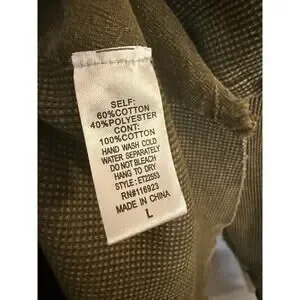 SELF:
60%COTTON
40%POLYESTER
CONT:
100%COTTON
HAND WASH COLD
WATER SEPARATELY
DO NOT BLEACH
HANG TO DRY
STYLE: ET22553
RN#116923
MADE IN CHINA
L